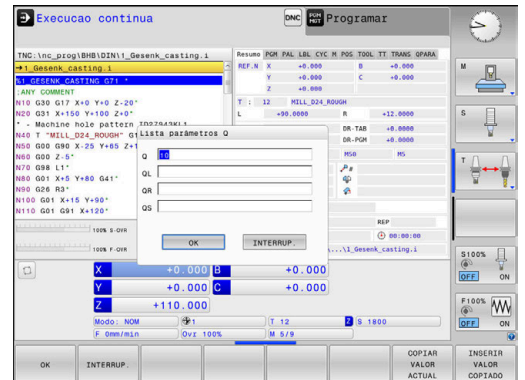 Execucao continua
DNC
PGM MGT
Programar
TNC:\nc_prog\BHB\DIN\1_Gesenk_casting.i
→1_Gesenk_casting.i
%1_GESENK_CASTING G71 *
;ANY COMMENT
N10 G30 G17 X+0 Y+0 Z-20*
N20 G31 X+150 Y+100 Z+0*
* - Machine hole pattern ID27943KL1
N40 T "MILL_D24_ROUGH" G1
N50 G00 G90 X-25 Y+65 Z+1
N60 G00 Z-5*
N70 G98 L1*
N80 G01 X+5 Y+80 G41*
N90 G26 R3*
N100 G01 X+15 Y+90*
N110 G01 G91 X+120*
Resumo PGM PAL LBL CYC M POS TOOL TT TRANS QPARA
REF.N X +0.000 B +0.000
Y +0.000 C +0.000
Z +0.000
T : 12 MILL_D24_ROUGH
L +90.0000 R +12.0000
DR-TAB +0.0000
DR-PGM +0.0000
M50 M5
P #
REP
00:00:00
...\1_Gesenk_casting.i
Lista parâmetros Q
Q 10
QL
QR
QS
OK
INTERRUP.
100% S-OVR
100% F-OVR
X +0.000 B +0.000
Y +0.000 C +0.000
Z +110.000
Modo: NOM 1 T 12 Z S 1800
F 0mm/min Ovr 100% M 5/9
M
S
T
S100%
OFF ON
F100%
OFF ON
OK
INTERRUP.
COPIAR VALOR ACTUAL
INSERIR VALOR COPIADO